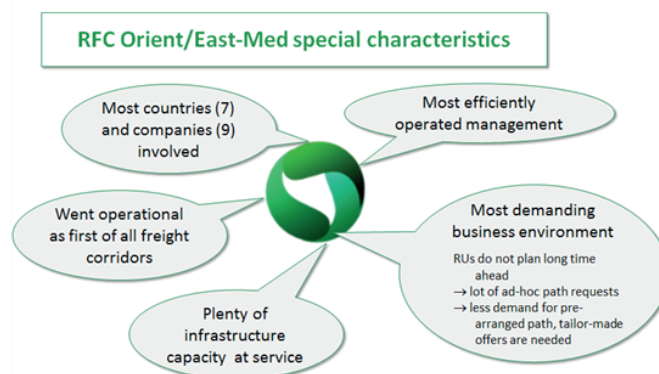 RFC Orient/East-Med special characteristics
Most countries (7)
and companies (9)
involved
Most efficiently
operated management
Went operational
as first of all freight
corridors
Most demanding
business environment
RUs do not plan long time
ahead
→ lot of ad-hoc path requests
→ less demand for pre-
arranged path, tailor-made
offers are needed
Plenty of
infrastructure
capacity at service